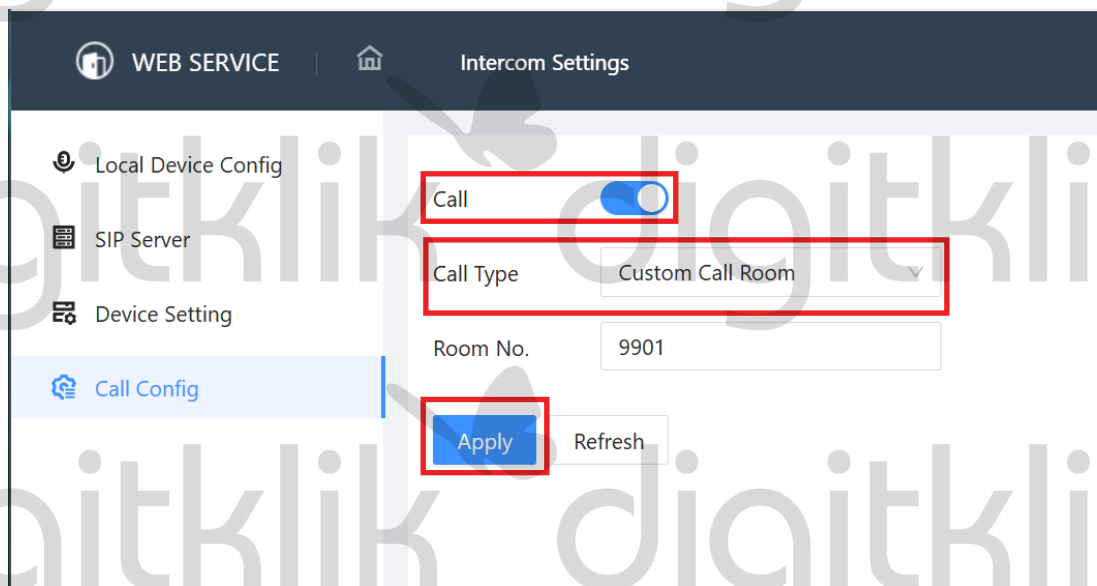 WEB SERVICE
Intercom Settings
Local Device Config
SIP Server
Device Setting
Call Config
Call
Call Type
Custom Call Room
Room No.
9901
Apply
Refresh
digitklik
digitklik
digitklik
digitklik